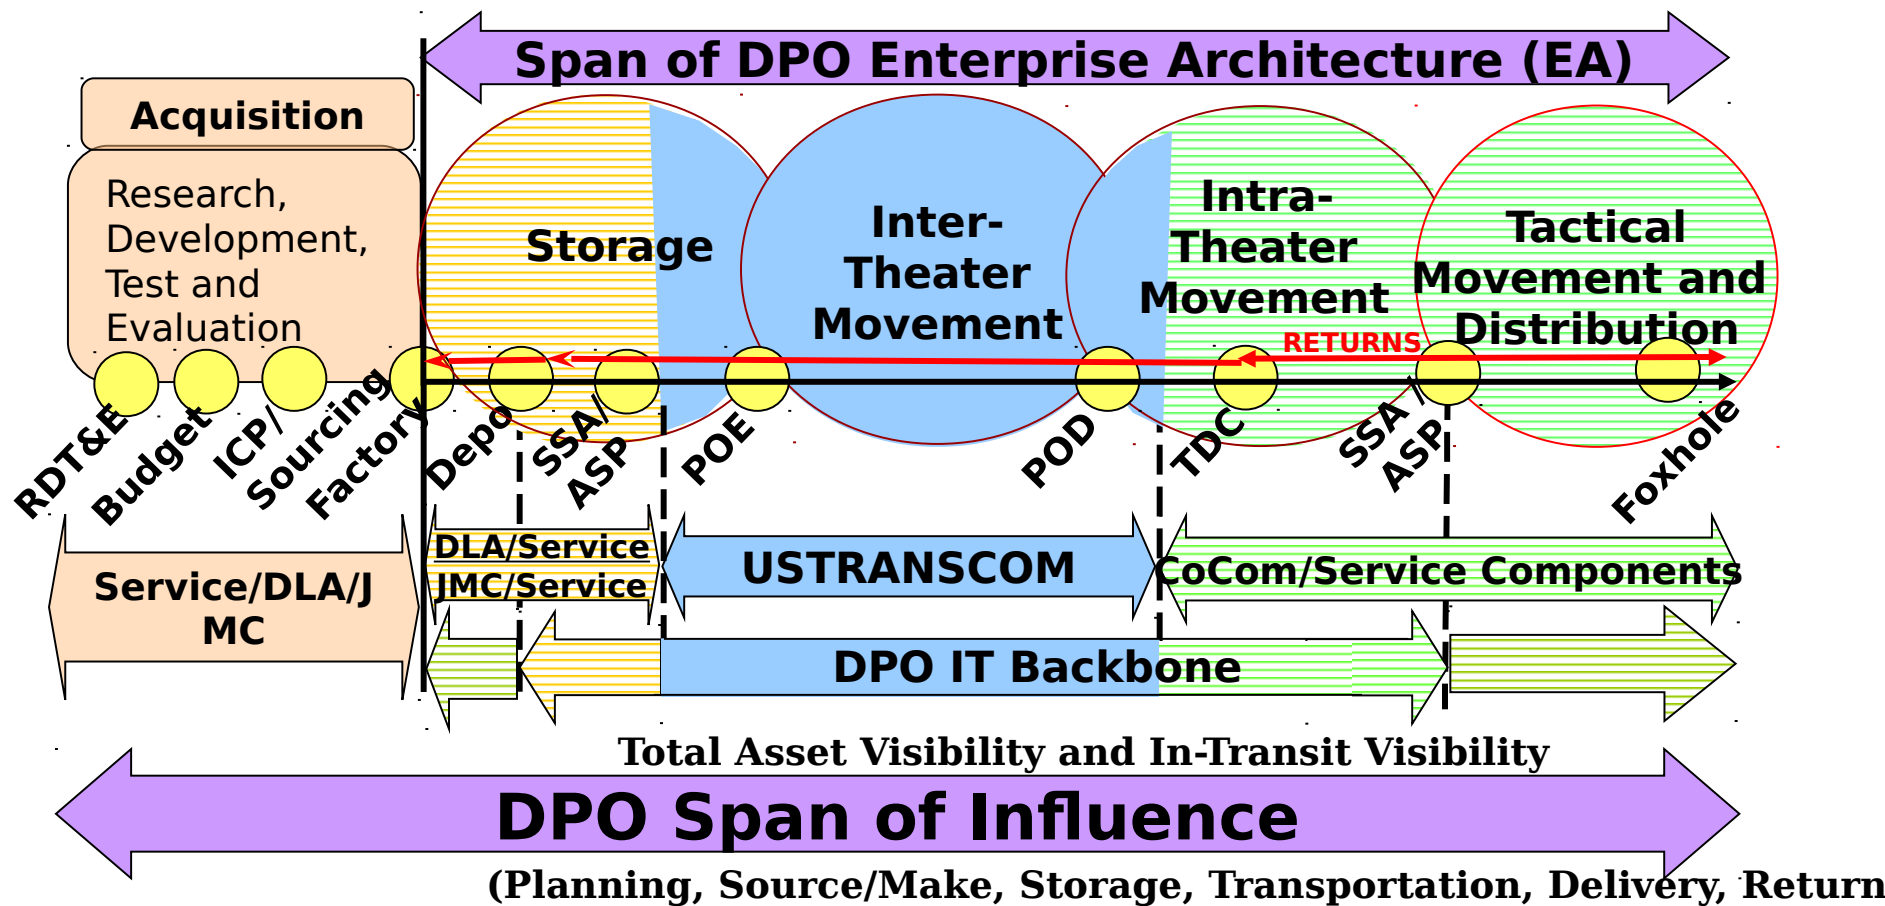 Span of DPO Enterprise Architecture (EA)
Acquisition
Research,
Development,
Test and
Evaluation
Storage
Inter-
Theater
Movement
Intra-
Theater
Movement
Tactical
Movement and
Distribution
RETURNS
RDT&E
Budget
ICP/
Sourcing
Factory
Depo
SSA/
ASP
POE
POD
TDC
SSA /
ASP
Foxhole
Service/DLA/J
MC
DLA/Service
JMC/Service
USTRANSCOM
CoCom/Service Components
DPO IT Backbone
Total Asset Visibility and In-Transit Visibility
DPO Span of Influence
(Planning, Source/Make, Storage, Transportation, Delivery, Return